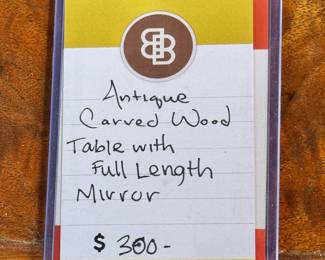 Antique
Carved Wood
Table with
Full Length
Mirror
$ 300-